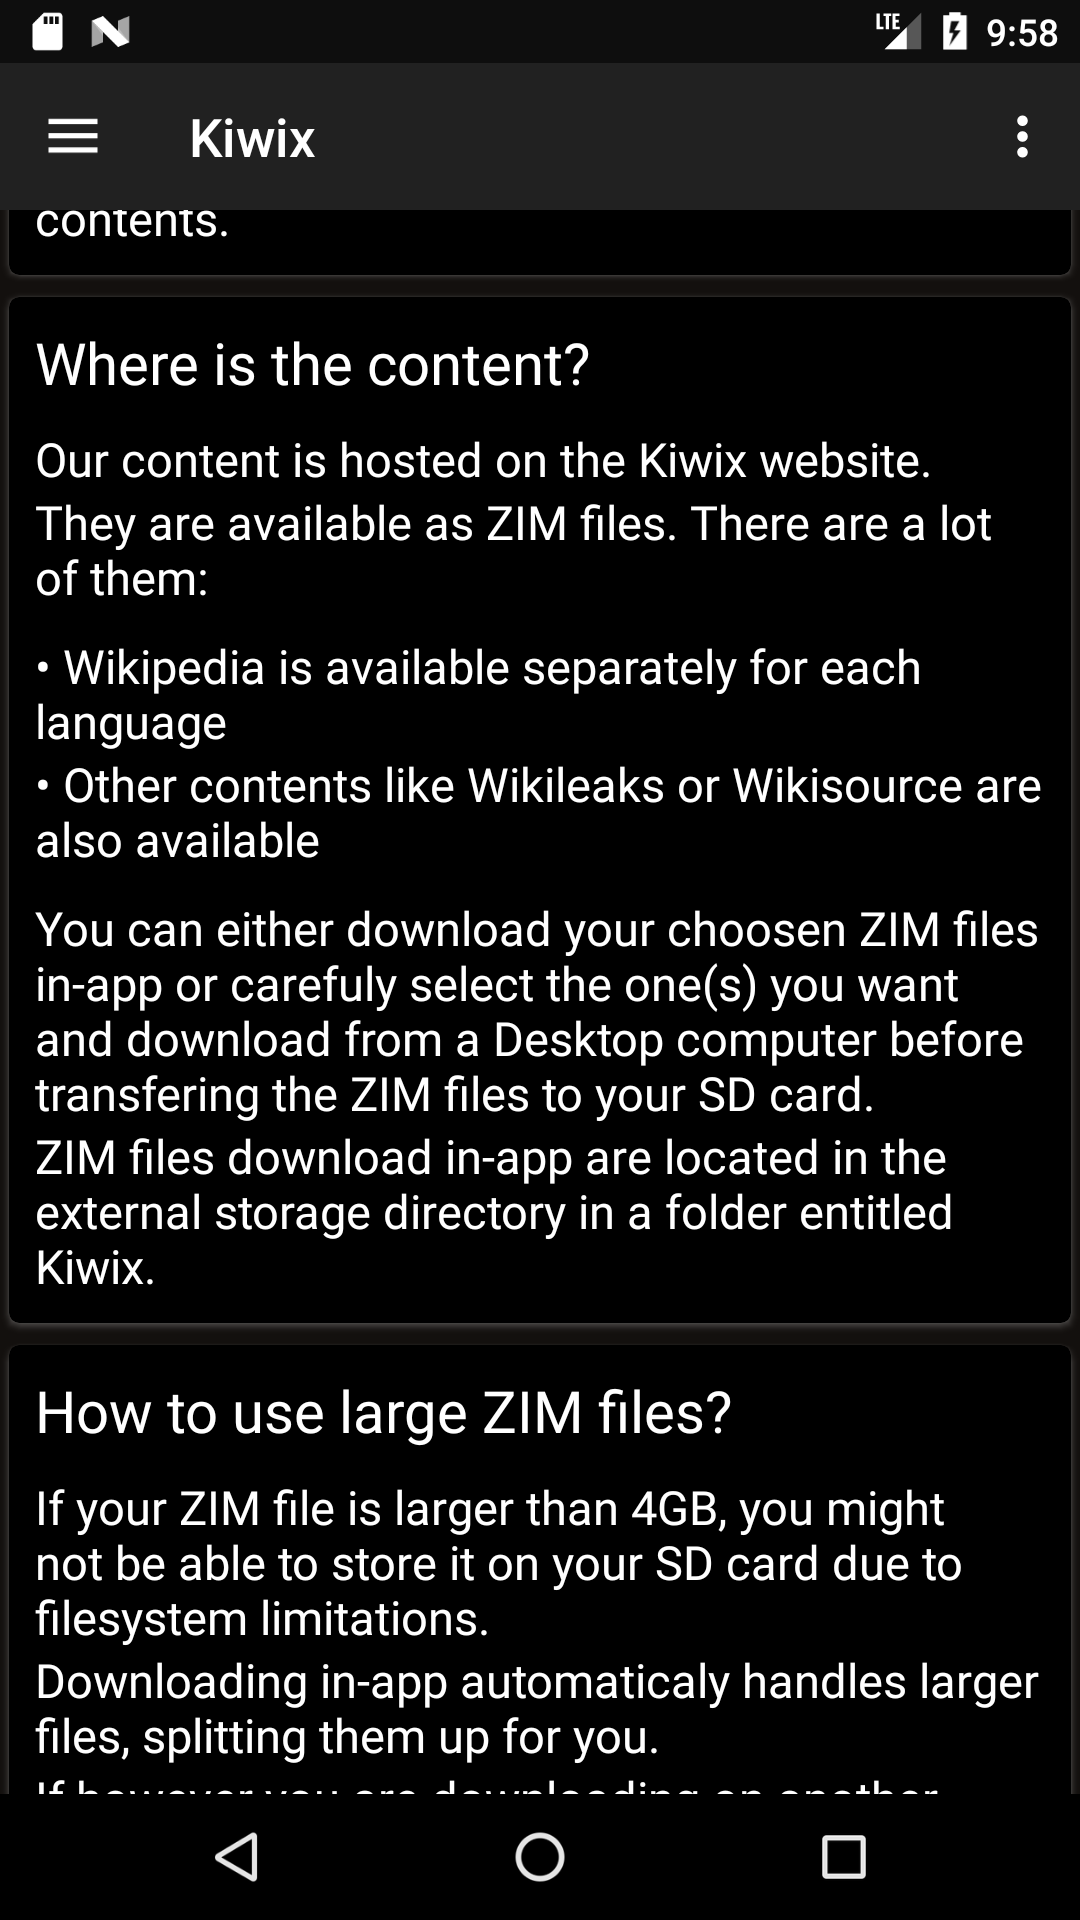 LTE 9:58
Kiwix
contents.
Where is the content?
Our content is hosted on the Kiwix website.
They are available as ZIM files. There are a lot
of them:
• Wikipedia is available separately for each
language
• Other contents like Wikileaks or Wikisource are
also available
You can either download your choosen ZIM files
in-app or carefuly select the one(s) you want
and download from a Desktop computer before
transfering the ZIM files to your SD card.
ZIM files download in-app are located in the
external storage directory in a folder entitled
Kiwix.
How to use large ZIM files?
If your ZIM file is larger than 4GB, you might
not be able to store it on your SD card due to
filesystem limitations.
Downloading in-app automaticaly handles larger
files, splitting them up for you.
If however you are downloading on another